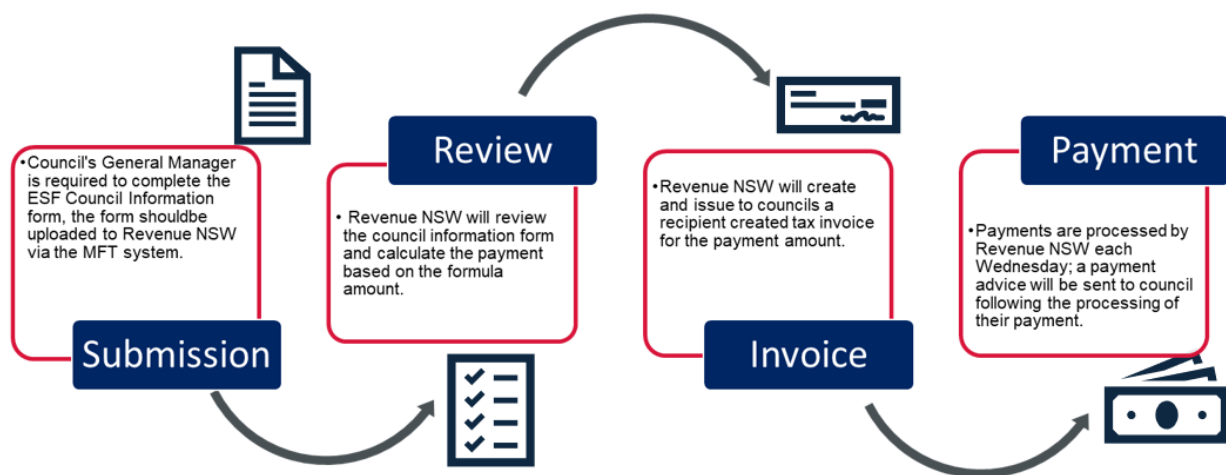 •Council's General Manager
is required to complete the
ESF Council Information
form, the form shouldbe
uploaded to Revenue NSW
via the MFT system.
Submission
Review
• Revenue NSW will review
the council information form
and calculate the payment
based on the formula
amount.
•Revenue NSW will create
and issue to councils a
recipient created tax invoice
for the payment amount.
Invoice
Payment
•Payments are processed by
Revenue NSW each
Wednesday; a payment
advice will be sent to council
following the processing of
their payment.